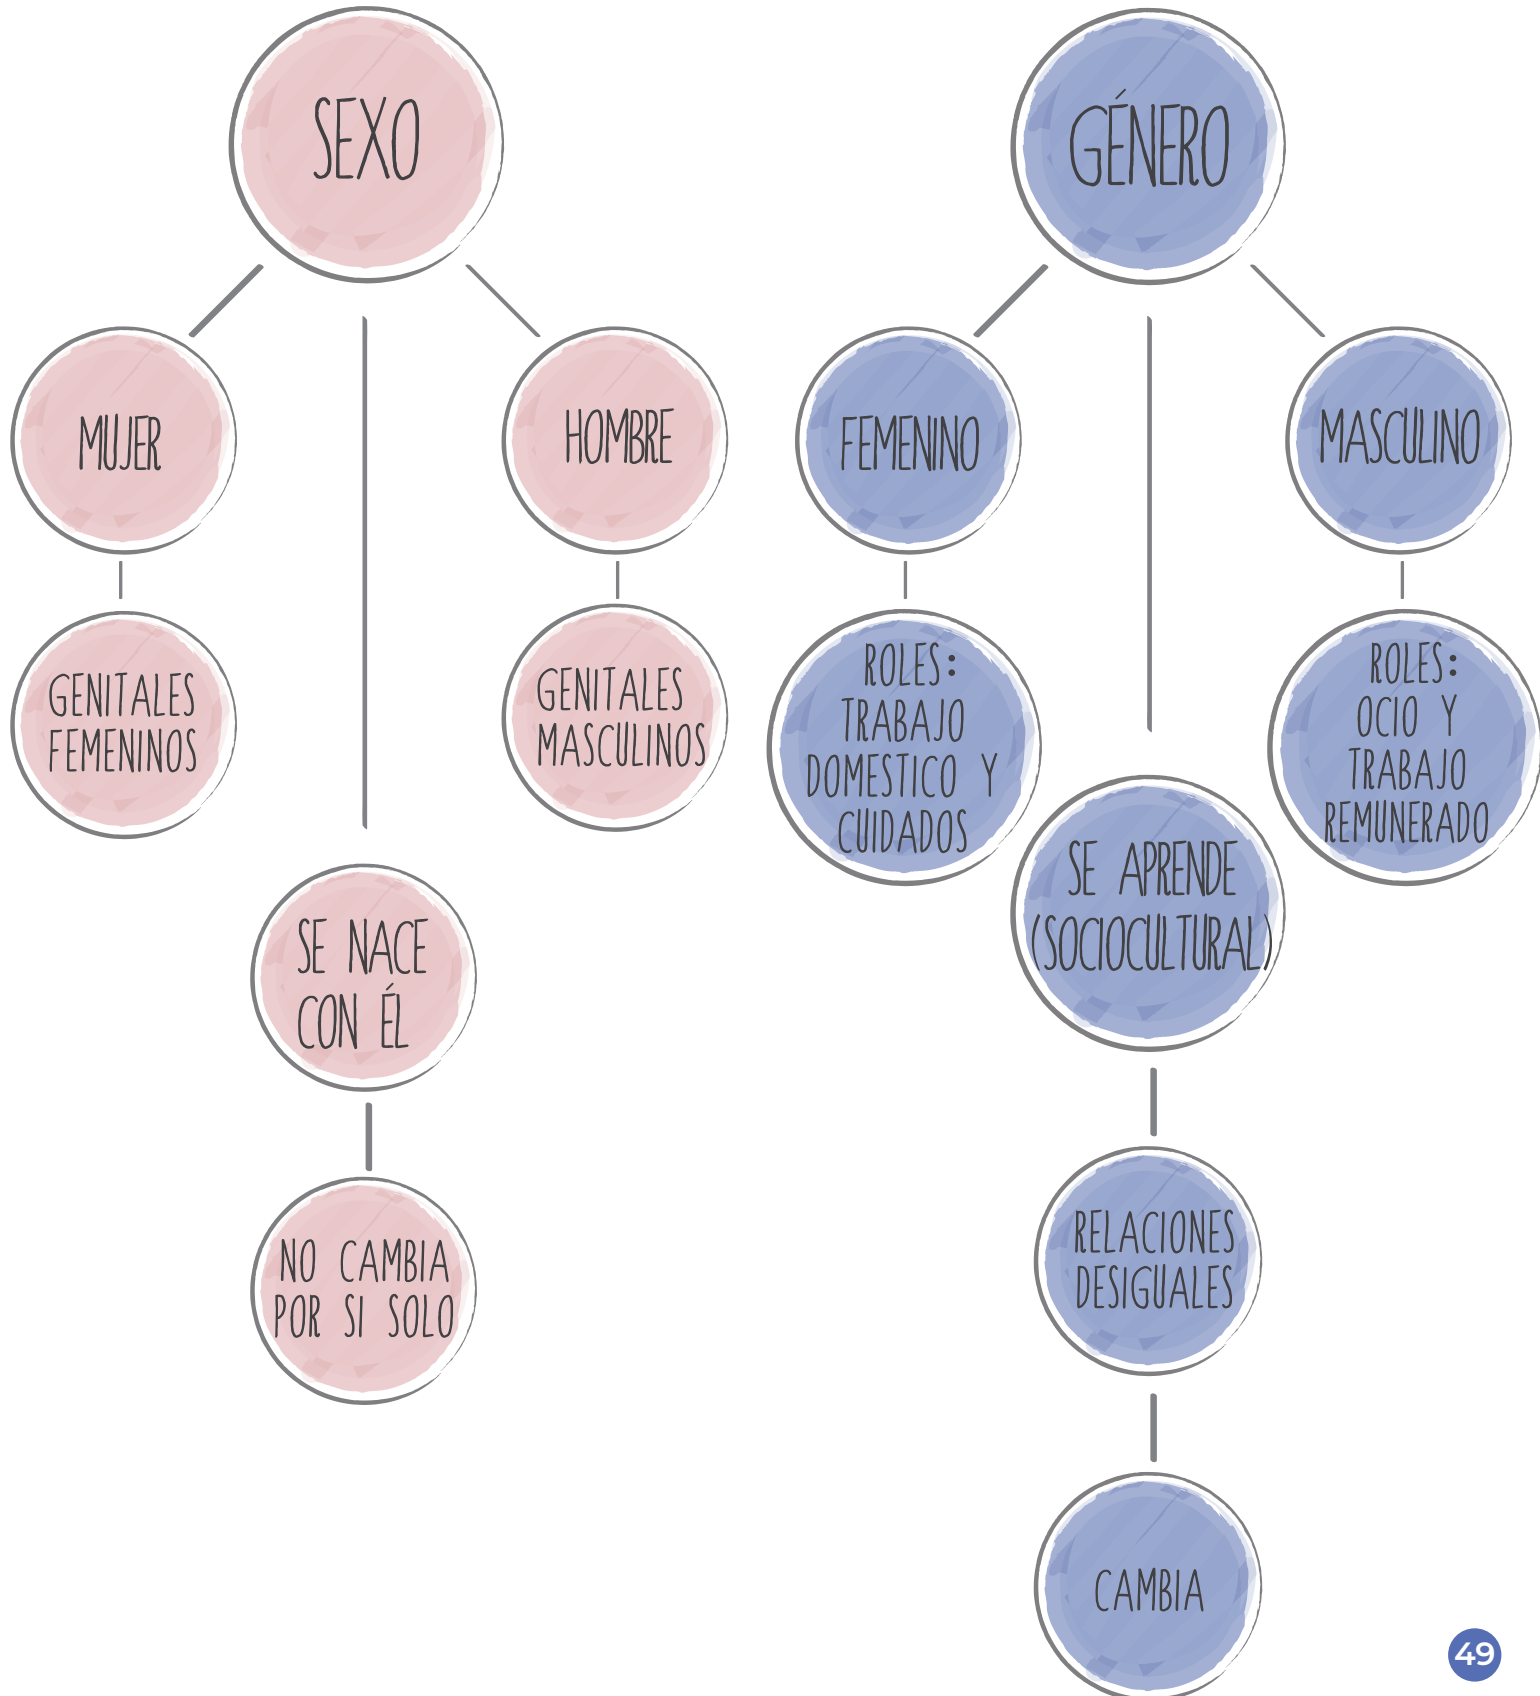 SEXO
MUJER
HOMBRE
GENITALES
FEMENINOS
GENITALES
MASCULINOS
SE NACE
CON ÉL
NO CAMBIA
POR SI SOLO
GÉNERO
FEMENINO
MASCULINO
ROLES:
TRABAJO
DOMESTICO Y
CUIDADOS
ROLES:
OCIO Y
TRABAJO
REMUNERADO
SE APRENDE
(SOCIOCULTURAL)
RELACIONES
DESIGUALES
CAMBIA
49